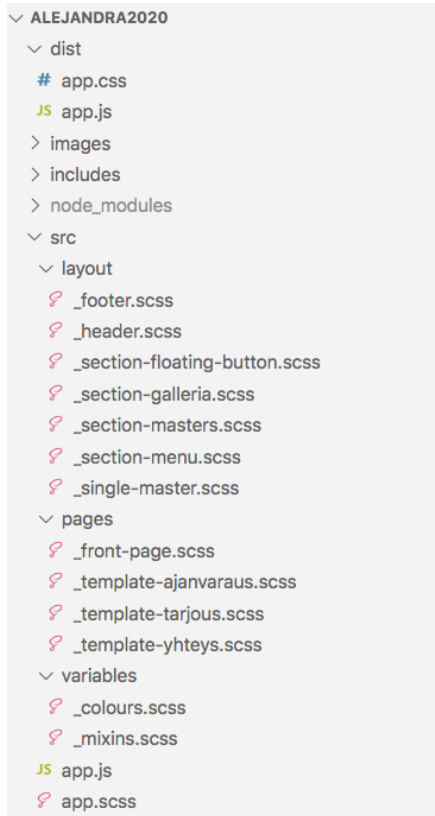 ALEJANDRA2020
dist
# app.css
JS app.js
images
includes
node_modules
src
layout
_footer.scss
_header.scss
_section-floating-button.scss
_section-galleria.scss
_section-masters.scss
_section-menu.scss
_single-master.scss
pages
_front-page.scss
_template-ajanvaraus.scss
_template-tarjous.scss
_template-yhteys.scss
variables
_colours.scss
_mixins.scss
JS app.js
app.scss